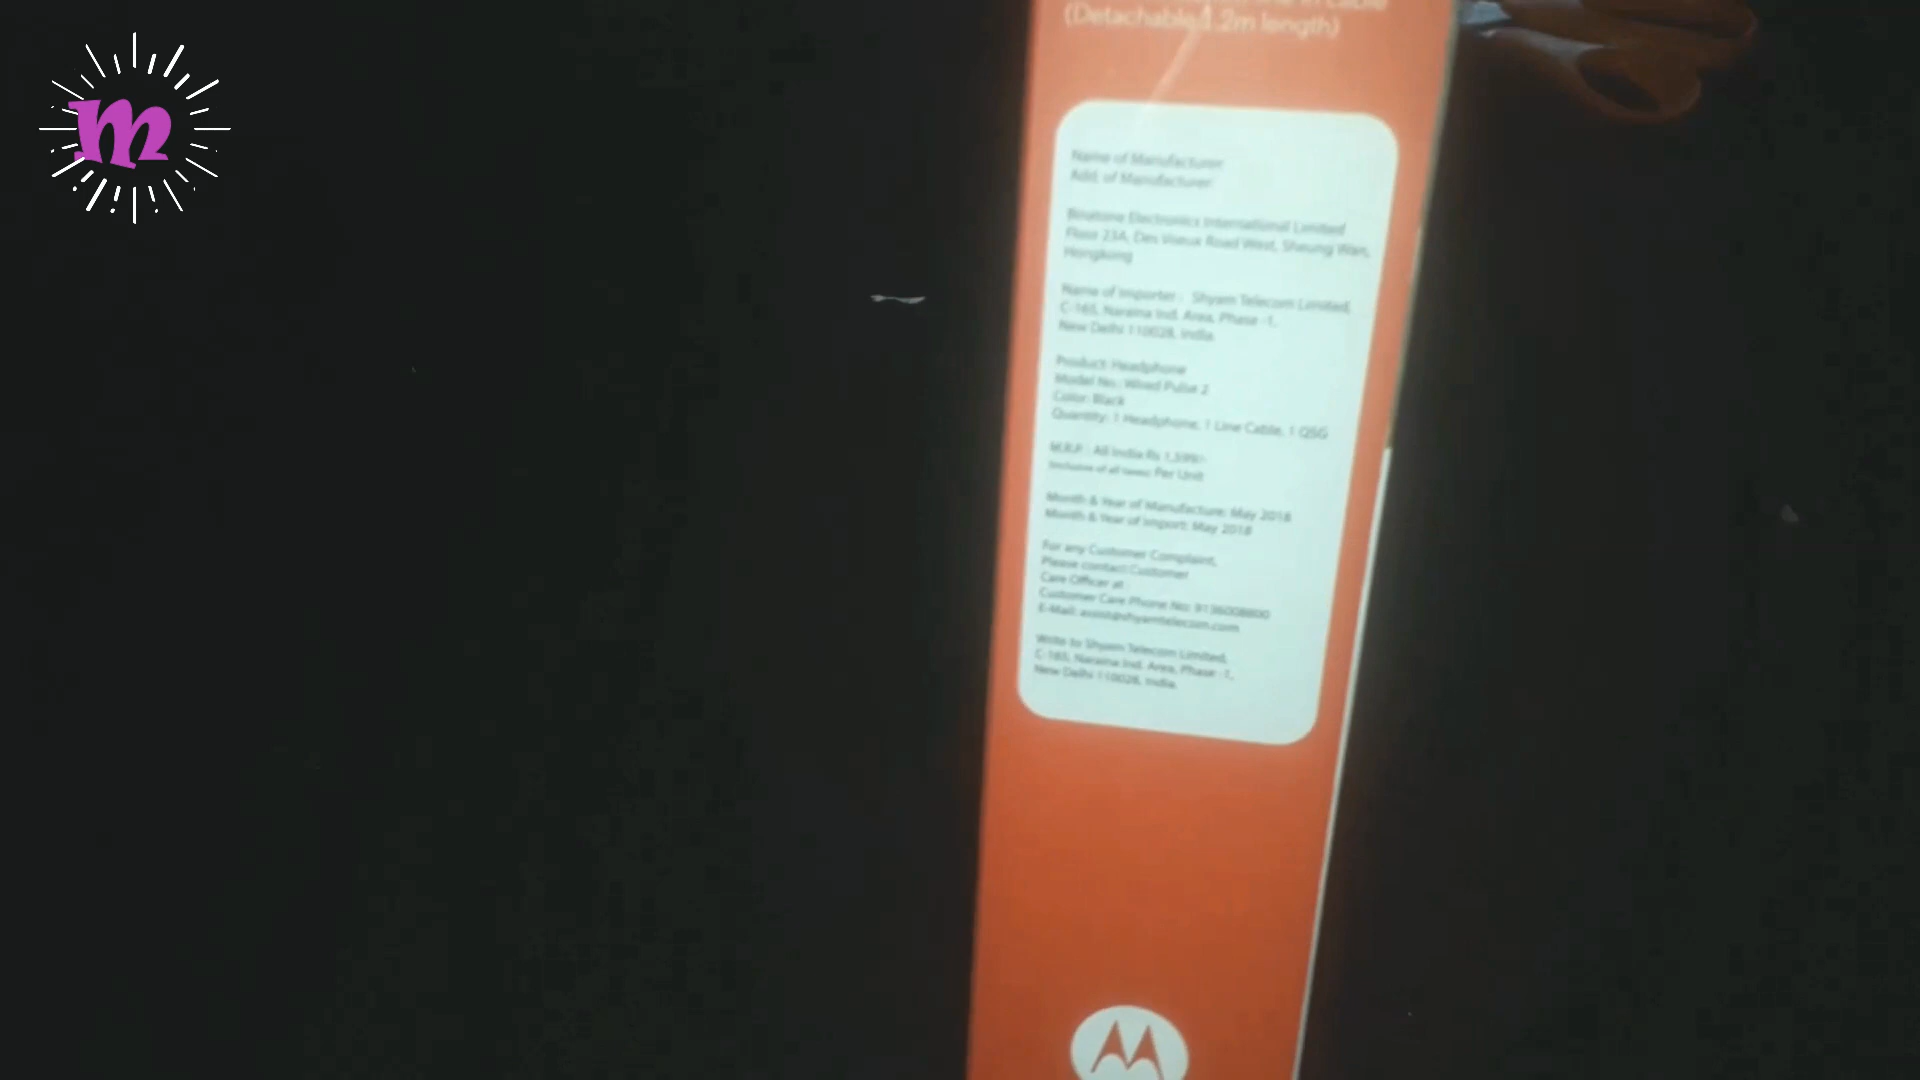 m
(Detachable 1.2m length)
Name of Manufacturer
Add. of Manufacturer
Binatone Electronics International Limited
Floor 23A, Des Voeux Road West, Sheung Wan,
Hongkong
Name of Importer : Shyam Telecom Limited,
C-165, Naraina Ind. Area, Phase -1,
New Delhi 110028, India.
Product: Headphone
Model No.: Wired Pulse 2
Color: Black
Quantity: 1 Headphone, 1 Line Cable, 1 QSG
M.R.P. : All India Rs 1,599/-
Inclusive of all taxes) Per Unit
Month & Year of Manufacture: May 2018
Month & Year of Import: May 2018
For any Customer Complaint,
Please contact Customer
Care Officer at
Customer Care Phone No: 9136008600
E-Mail: assist@shyamtelecom.com
Write to Shyam Telecom Limited,
C-165, Naraina Ind. Area, Phase -1,
New Delhi 110028, India.